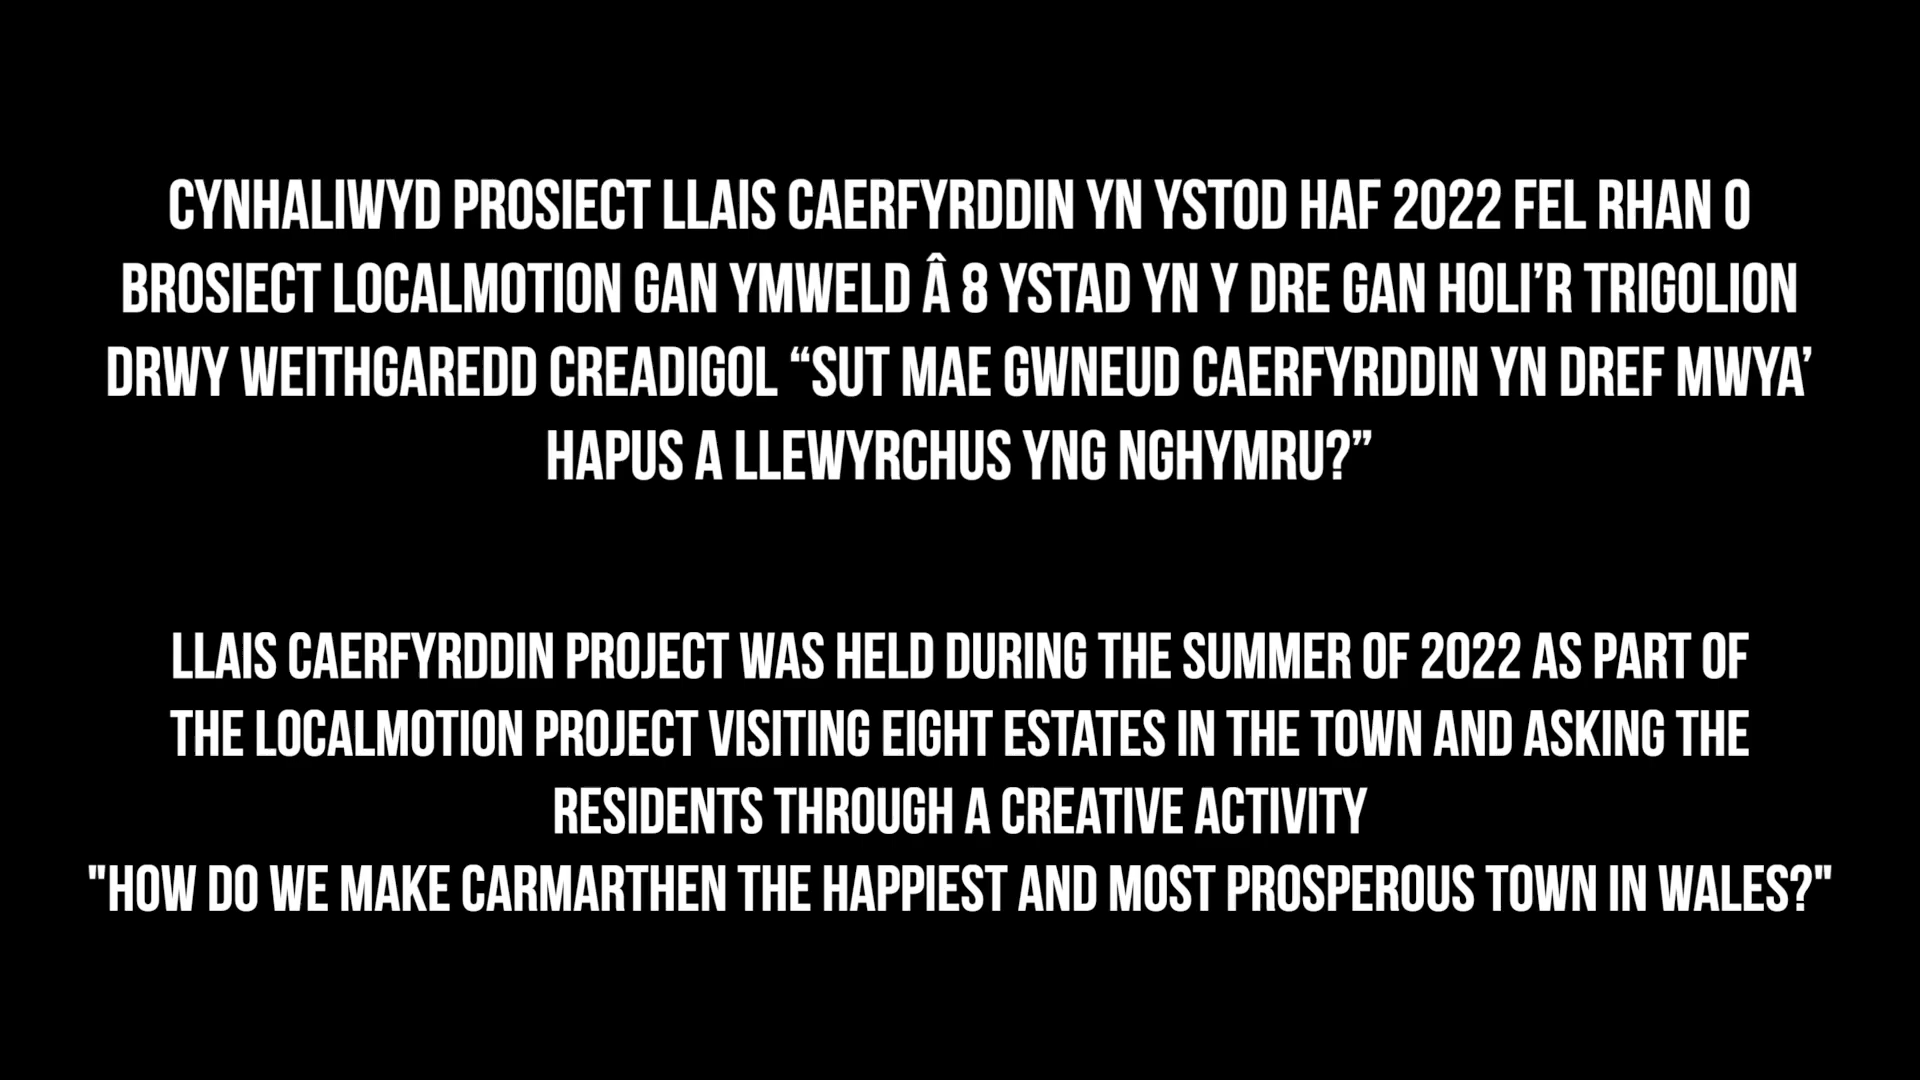 CYNHALIWYD PROSIECT LLAIS CAERFYRDDIN YN YSTOD HAF 2022 FEL RHAN O
BROSIECT LOCALMOTION GAN YMWELD Â 8 YSTAD YN Y DRE GAN HOLI’R TRIGOLION
DRWY WEITHGAREDD CREADIGOL “SUT MAE GWNEUD CAERFYRDDIN YN DREF MWYA’
HAPUS A LLEWYRCHUS YNG NGHYMRU?”
LLAIS CAERFYRDDIN PROJECT WAS HELD DURING THE SUMMER OF 2022 AS PART OF
THE LOCALMOTION PROJECT VISITING EIGHT ESTATES IN THE TOWN AND ASKING THE
RESIDENTS THROUGH A CREATIVE ACTIVITY
"HOW DO WE MAKE CARMARTHEN THE HAPPIEST AND MOST PROSPEROUS TOWN IN WALES?"